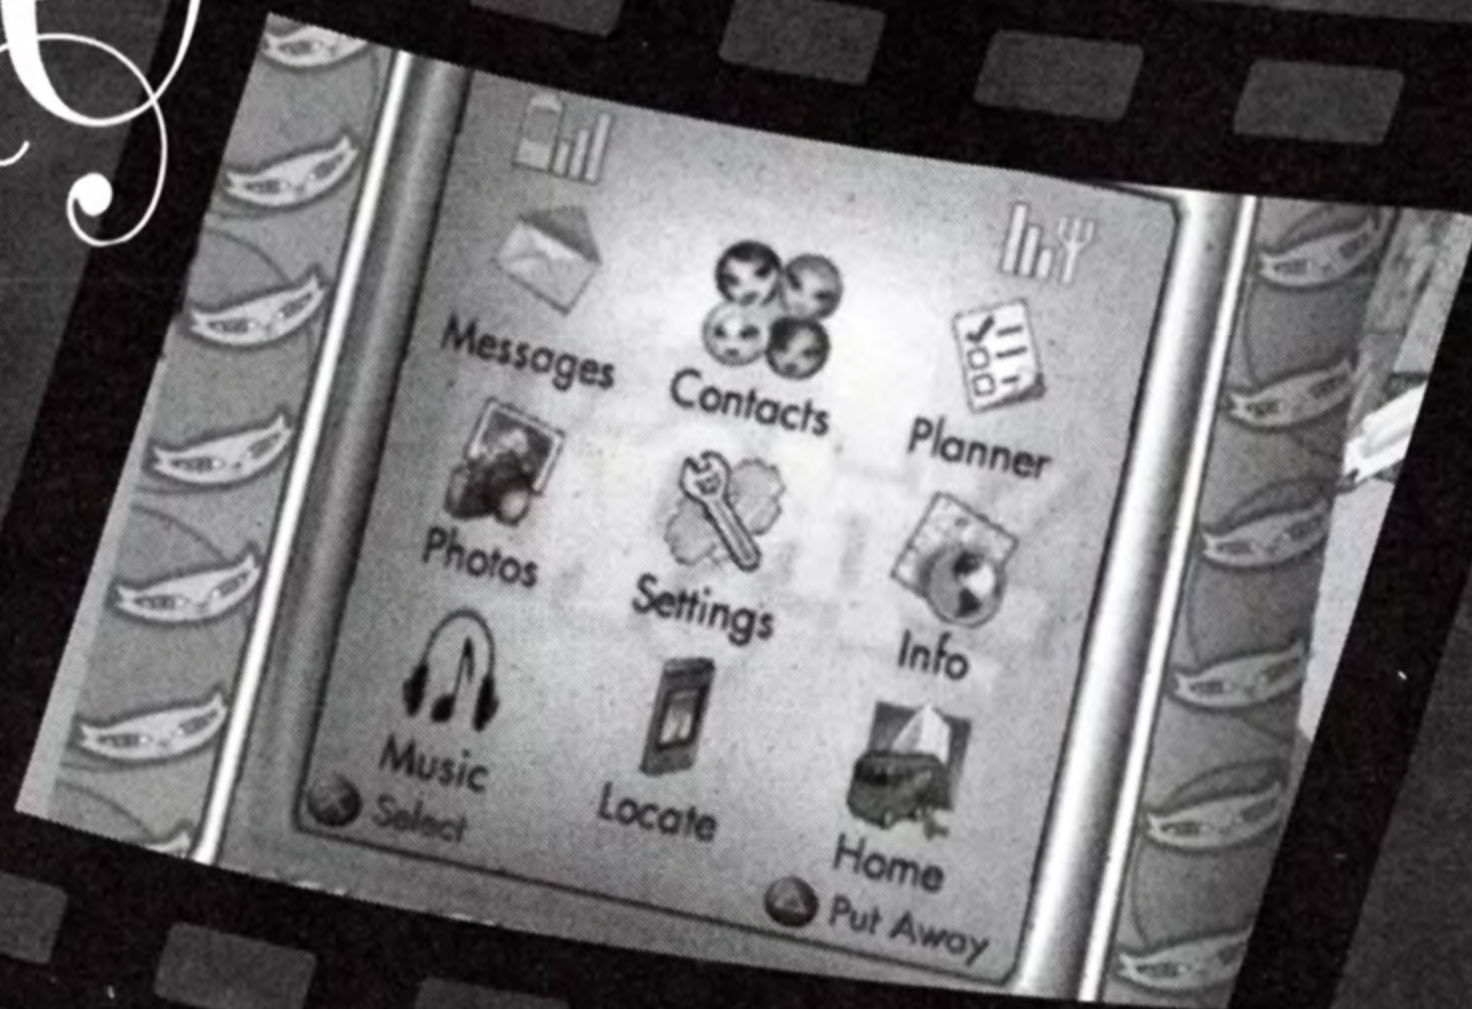 Messages
Contacts
Planner
Photos
Settings
Info
Music
Locate
Home
Select
Put Away